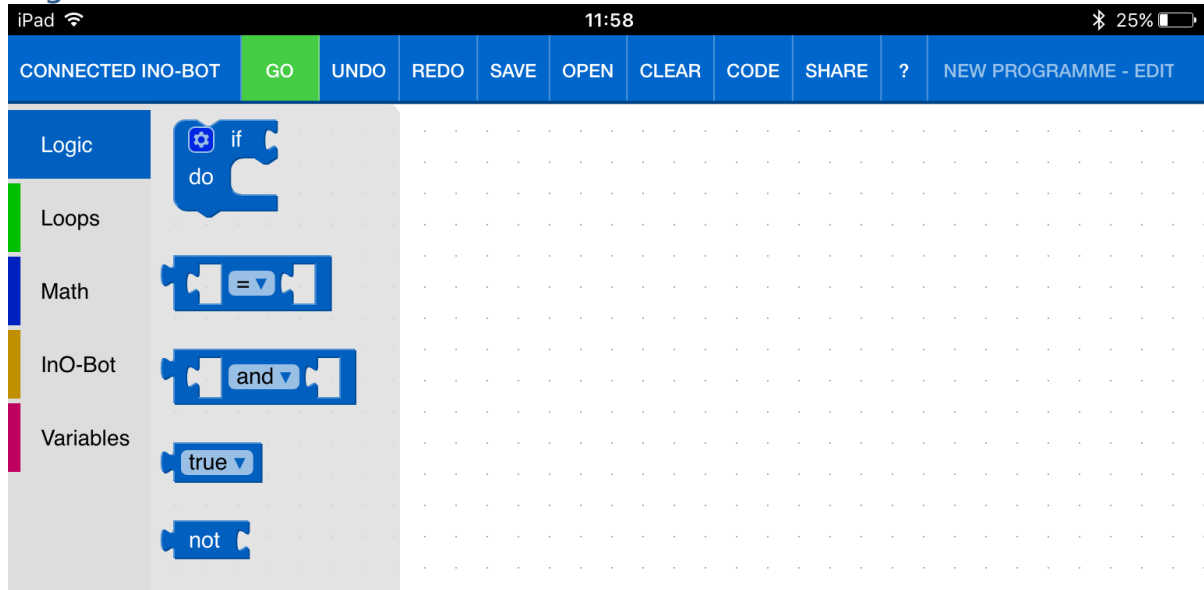 iPad 11:58 25%
CONNECTED INO-BOT GO UNDO REDO SAVE OPEN CLEAR CODE SHARE ? NEW PROGRAMME - EDIT
Logic
Loops
Math
InO-Bot
Variables
if
do
=
and
true
not